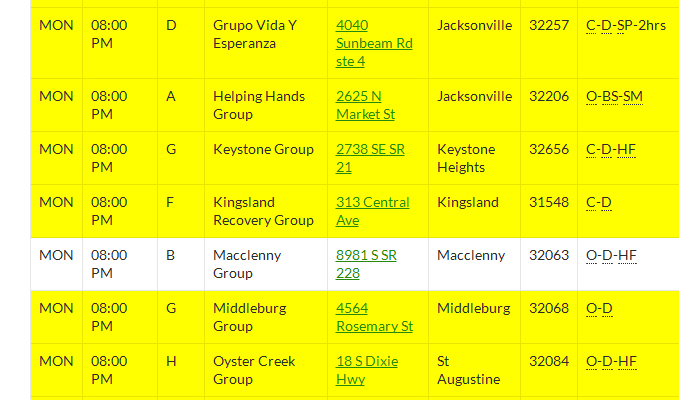 MON 08:00 PM D Grupo Vida Y Esperanza 4040 Sunbeam Rd ste 4 Jacksonville 32257 C-D-SP-2hrs
MON 08:00 PM A Helping Hands Group 2625 N Market St Jacksonville 32206 O-BS-SM
MON 08:00 PM G Keystone Group 2738 SE SR 21 Keystone Heights 32656 C-D-HF
MON 08:00 PM F Kingsland Recovery Group 313 Central Ave Kingsland 31548 C-D
MON 08:00 PM B Macclenny Group 8981 S SR 228 Macclenny 32063 O-D-HF
MON 08:00 PM G Middleburg Group 4564 Rosemary St Middleburg 32068 O-D
MON 08:00 PM H Oyster Creek Group 18 S Dixie Hwy St Augustine 32084 O-D-HF